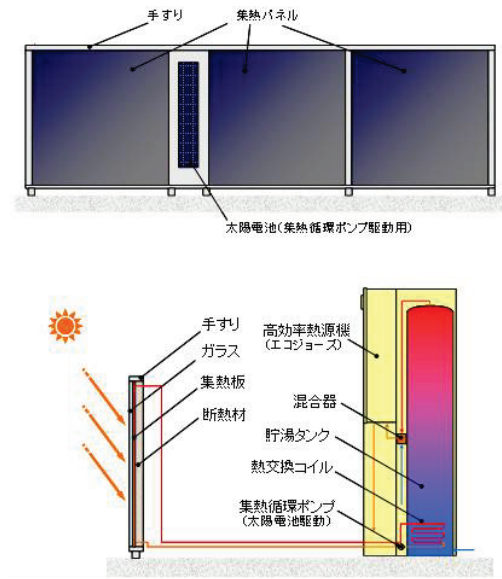 手すり
集熱パネル
太陽電池(集熱循環ポンプ駆動用)
手すり
ガラス
集熱板
断熱材
高効率熱源機
(エコジョーズ)
混合器
貯湯タンク
熱交換コイル
集熱循環ポンプ
(太陽電池駆動)